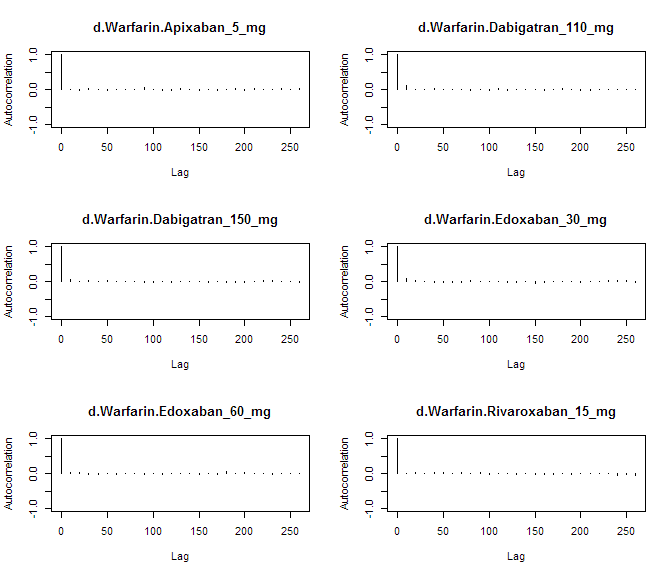 d.Warfarin.Apixaban_5_mg
Autocorrelation
1.0
0.0
-1.0
0 50 100 150 200 250
Lag
d.Warfarin.Dabigatran_110_mg
Autocorrelation
1.0
0.0
-1.0
0 50 100 150 200 250
Lag
d.Warfarin.Dabigatran_150_mg
Autocorrelation
1.0
0.0
-1.0
0 50 100 150 200 250
Lag
d.Warfarin.Edoxaban_30_mg
Autocorrelation
1.0
0.0
-1.0
0 50 100 150 200 250
Lag
d.Warfarin.Edoxaban_60_mg
Autocorrelation
1.0
0.0
-1.0
0 50 100 150 200 250
Lag
d.Warfarin.Rivaroxaban_15_mg
Autocorrelation
1.0
0.0
-1.0
0 50 100 150 200 250
Lag